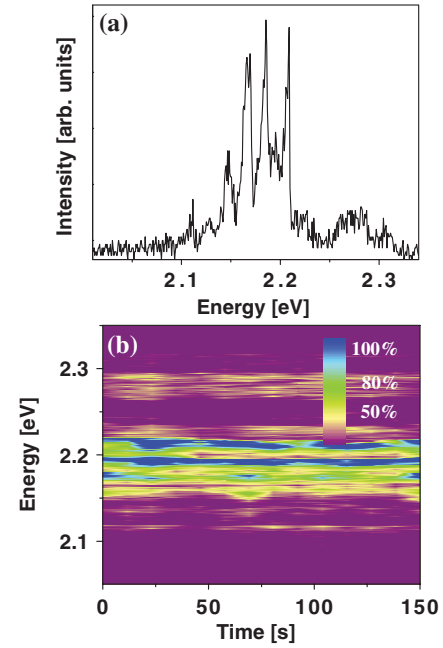 (a)
Intensity [arb. units]
2.1 2.2 2.3
Energy [eV]
(b)
100%
80%
50%
2.3
2.2
2.1
Energy [eV]
0 50 100 150
Time [s]